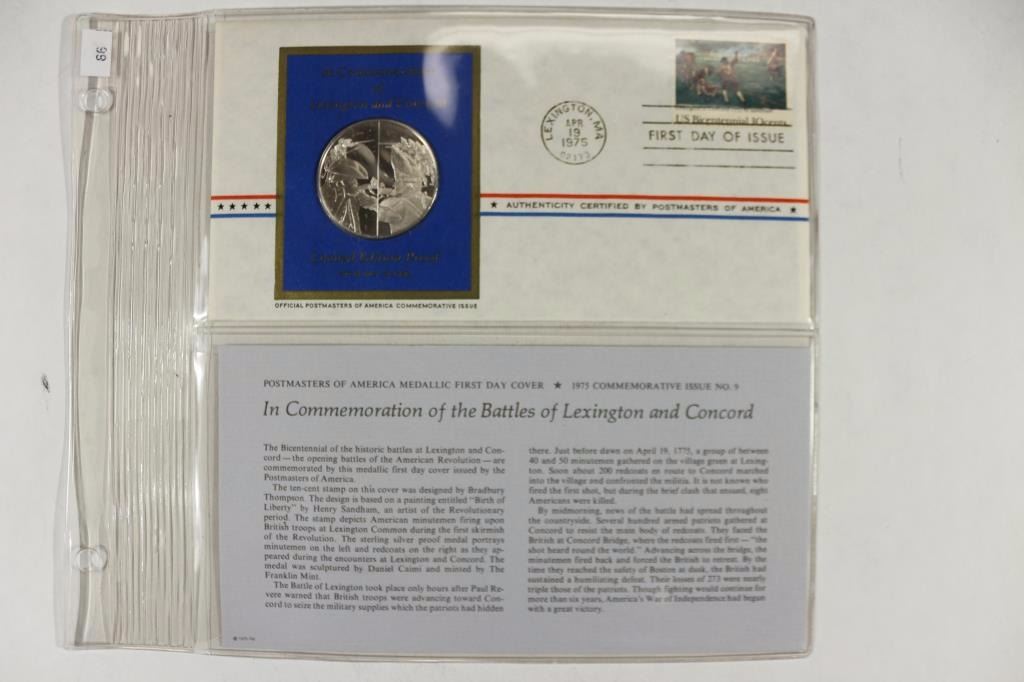 98
In Commemoration
of
Lexington and Concord
Limited Edition Proof
OFFICIAL POSTMASTERS OF AMERICA COMMEMORATIVE ISSUE
LEXINGTON, MA
APR
19
1975
02173
US Bicentennial 10cents
FIRST DAY OF ISSUE
★ AUTHENTICITY CERTIFIED BY POSTMASTERS OF AMERICA ★
POSTMASTERS OF AMERICA MEDALLIC FIRST DAY COVER ★ 1975 COMMEMORATIVE ISSUE NO. 9
In Commemoration of the Battles of Lexington and Concord
The Bicentennial of the historic battles at Lexington and Con-
cord — the opening battles of the American Revolution — are
commemorated by this medallic first day cover issued by the
Postmasters of America.
The ten-cent stamp on this cover was designed by Bradbury
Thompson. The design is based on a painting entitled "Birth of
Liberty" by Henry Sandham, an artist of the Revolutionary
period. The stamp depicts American minutemen firing upon
British troops at Lexington Common during the first skirmish
of the Revolution. The sterling silver proof medal portrays
minutemen on the left and redcoats on the right as they ap-
peared during the encounters at Lexington and Concord. The
medal was sculptured by Daniel Caimi and minted by The
Franklin Mint.
The Battle of Lexington took place only hours after Paul Re-
vere warned that British troops were advancing toward Con-
cord to seize the military supplies which the patriots had hidden
there. Just before dawn on April 19, 1775, a group of between
40 and 50 minutemen gathered on the village green at Lexing-
ton. Soon about 200 redcoats en route to Concord marched
into the village and confronted the militia. It is not known who
fired the first shot, but during the brief clash that ensued, eight
Americans were killed.
By midmorning, news of the battle had spread throughout
the countryside. Several hundred armed patriots gathered at
Concord to resist the main body of redcoats. They faced the
British at Concord Bridge, where the redcoats fired first — "the
shot heard round the world." Advancing across the bridge, the
minutemen fired back and forced the British to retreat. By the
time they reached the safety of Boston at dusk, the British had
sustained a humiliating defeat. Their losses of 273 were nearly
triple those of the patriots. Though fighting would continue for
more than six years, America's War of Independence had begun
with a great victory.